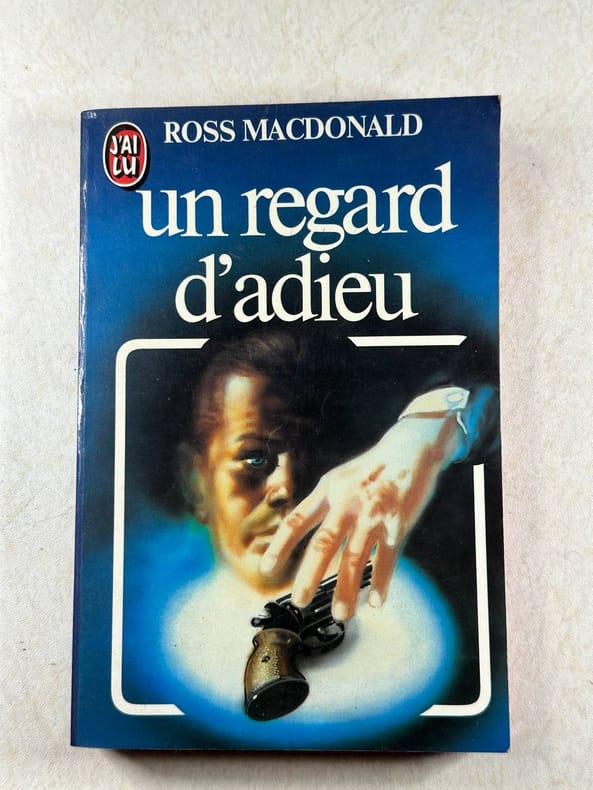 J'AI
LU
ROSS MACDONALD
un regard
d'adieu